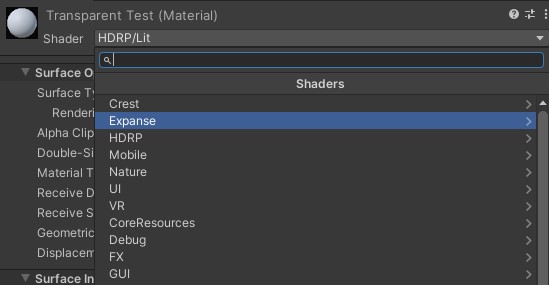 Transparent Test (Material)
Shader HDRP/Lit
Shaders
Surface O
Crest
Surface Ty
Expanse
Renderi
HDRP
Alpha Clip
Mobile
Double-Si
Nature
Material T
UI
Receive D
VR
Receive S
CoreResources
Geometric
Debug
Displacem
FX
Surface In
GUI